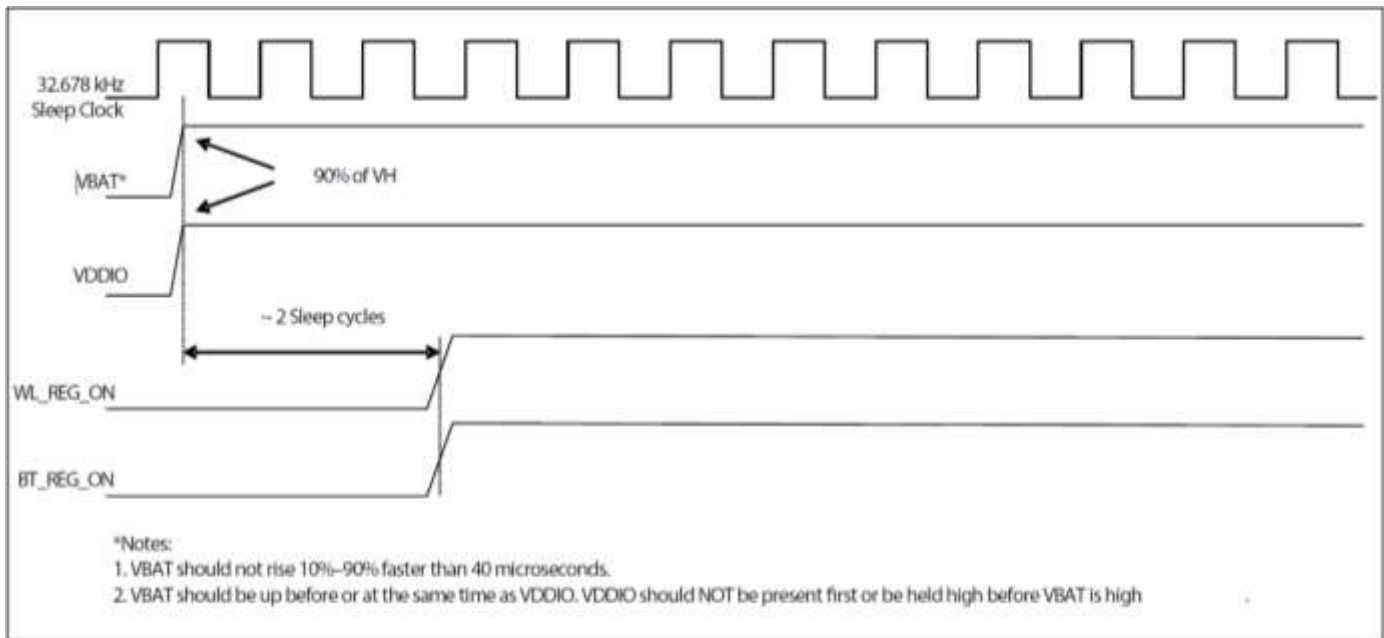 32.678 kHz
Sleep Clock
90% of VH
VBAT*
VDDIO
~ 2 Sleep cycles
WL_REG_ON
BT_REG_ON
*Notes:
1. VBAT should not rise 10%–90% faster than 40 microseconds.
2. VBAT should be up before or at the same time as VDDIO. VDDIO should NOT be present first or be held high before VBAT is high .